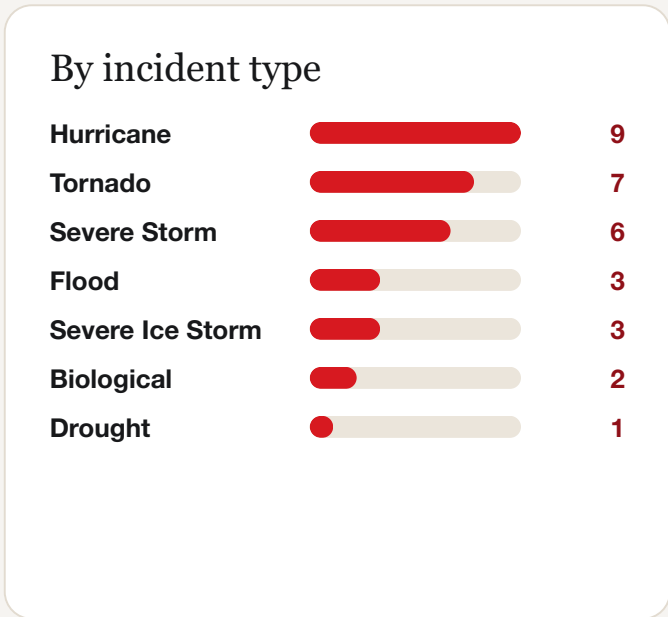 By incident type
Hurricane 9
Tornado 7
Severe Storm 6
Flood 3
Severe Ice Storm 3
Biological 2
Drought 1